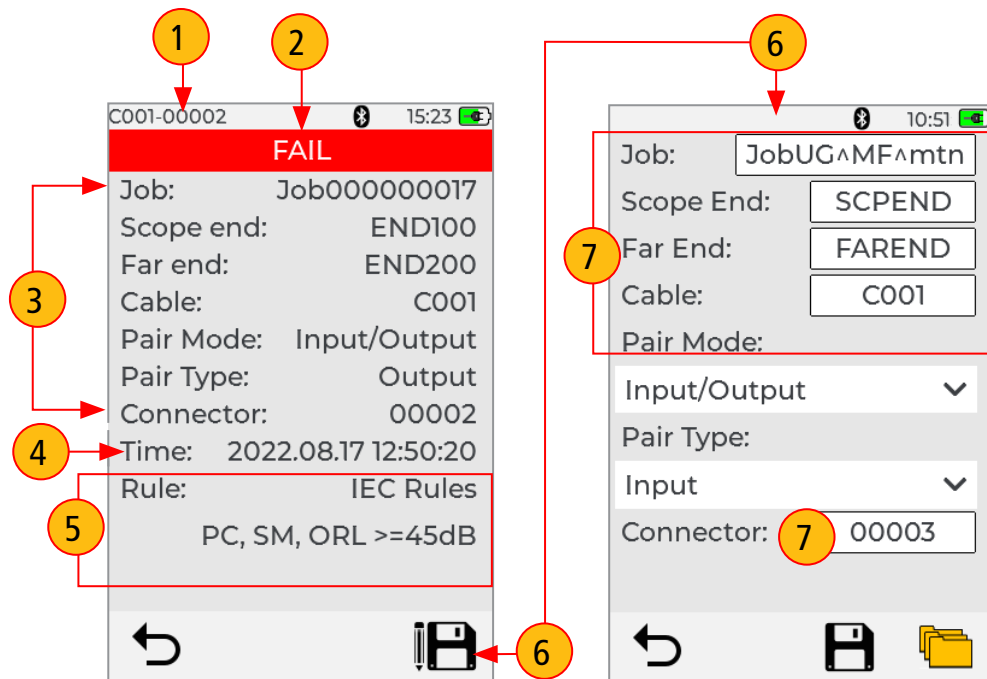 1
2
6
C001-00002 15:23
FAIL
Job: Job000000017
Scope end: END100
Far end: END200
Cable: C001
Pair Mode: Input/Output
Pair Type: Output
Connector: 00002
Time: 2022.08.17 12:50:20
Rule: IEC Rules
PC, SM, ORL >=45dB
3
4
5
6
10:51
Job: JobUG^MF^mtn
Scope End: SCPEND
Far End: FAREND
Cable: C001
Pair Mode:
Input/Output
Pair Type:
Input
Connector: 00003
7
7